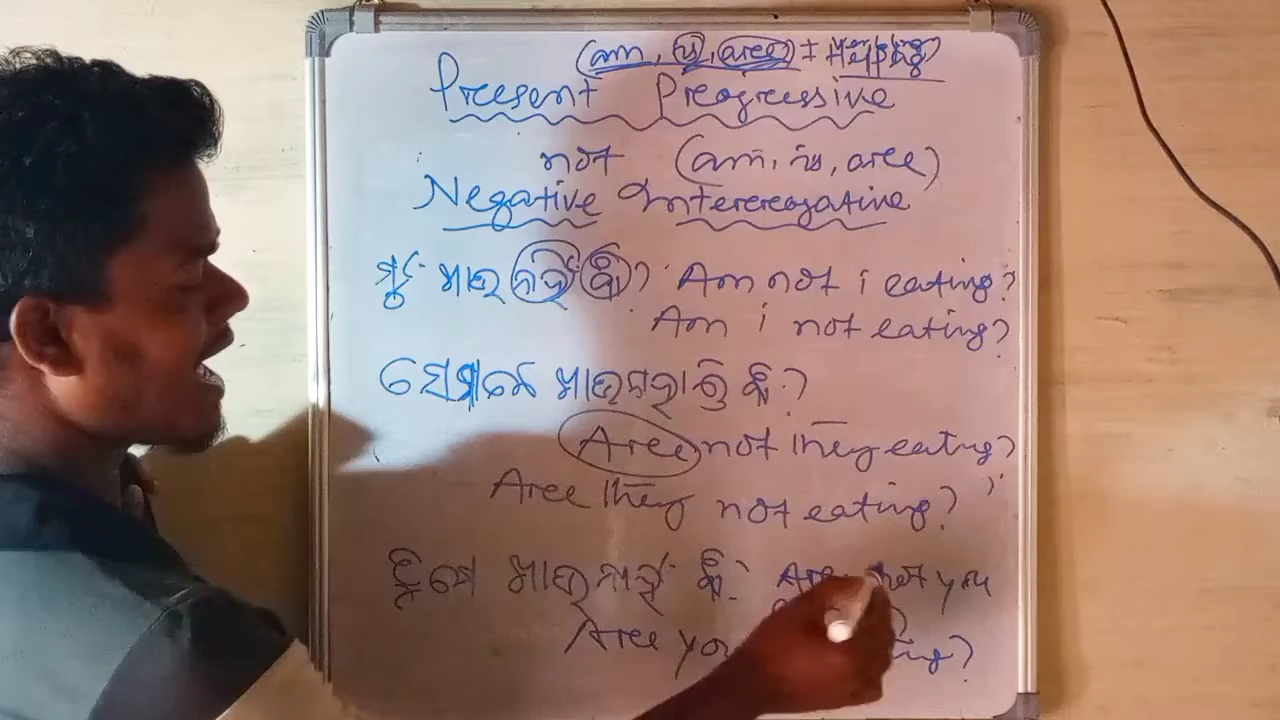 (am, is, are) + Helping
Present Progressive
not (am, is, are)
Negative Interrogative
ମୁଁ ଖାଉ ନାହିଁ କି? Am not i eating?
Am i not eating?
ସେମାନେ ଖାଉନାହାନ୍ତି କି?
Are not they eating?
Are they not eating?
ତୁମେ ଖାଉନାହଁ କି? Are not you
Are you